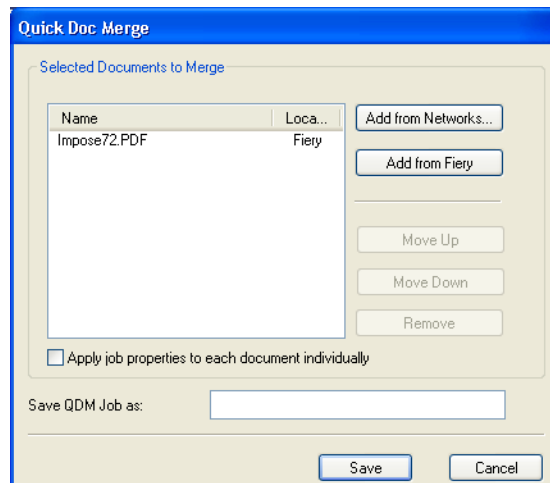 Quick Doc Merge
Selected Documents to Merge
Name Loca...
Impose72.PDF Fiery
Add from Networks...
Add from Fiery
Move Up
Move Down
Remove
Apply job properties to each document individually
Save QDM Job as:
Save Cancel